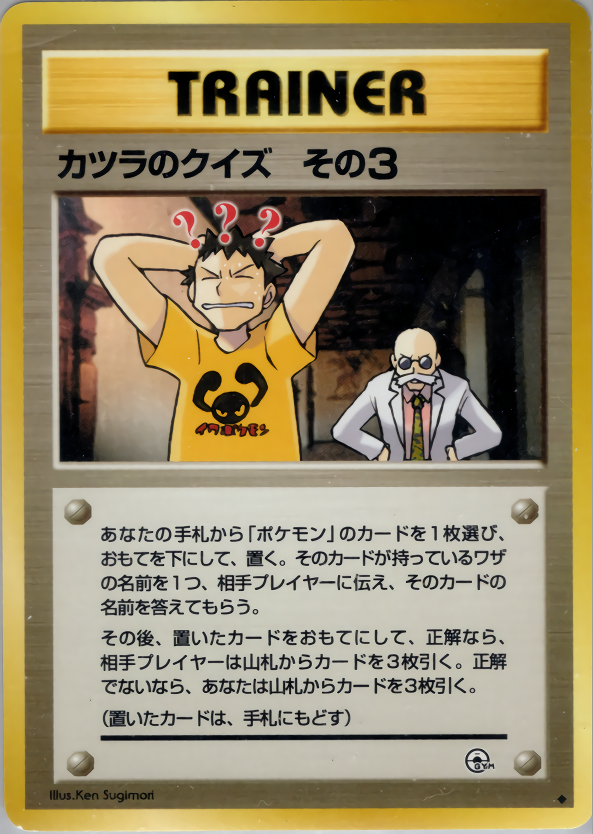 TRAINER
カツラのクイズ　その3
? ? ?
イワポケモン
あなたの手札から「ポケモン」のカードを1枚選び、
おもてを下にして、置く。そのカードが持っているワザ
の名前を1つ、相手プレイヤーに伝え、そのカードの
名前を答えてもらう。
その後、置いたカードをおもてにして、正解なら、
相手プレイヤーは山札からカードを3枚引く。正解
でないなら、あなたは山札からカードを3枚引く。
（置いたカードは、手札にもどす）
GYM
Illus.Ken Sugimori